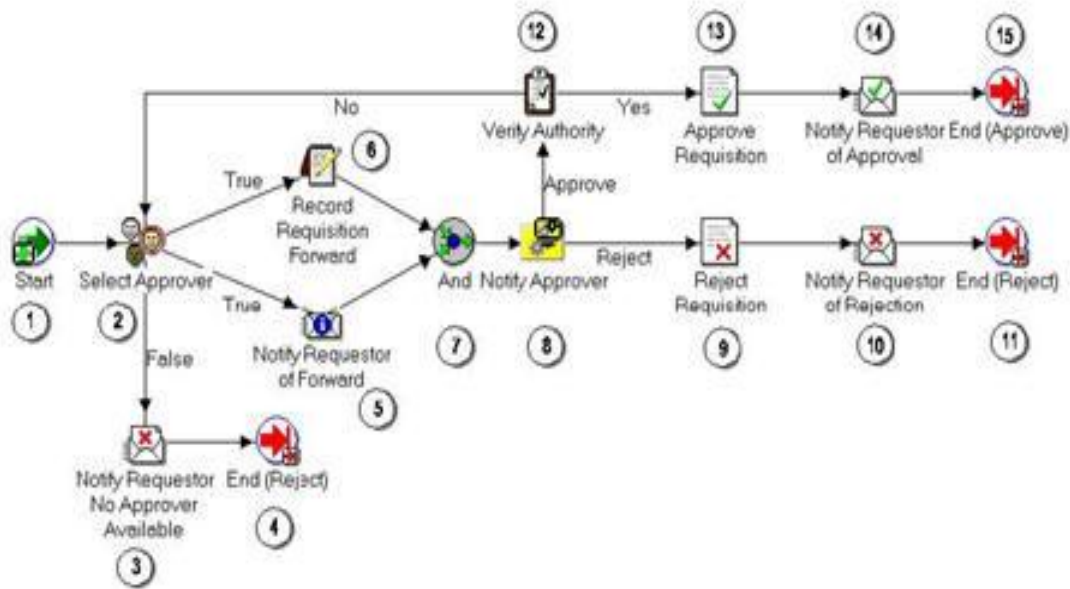 12
13
14
15
No
Verify Authority
Yes
Approve
Requisition
Notify Requestor
of Approval
End (Approve)
6
True
Record
Requisition
Forward
Approve
Start
Select Approver
And
Notify Approver
Reject
Reject
Requisition
Notify Requestor
of Rejection
End (Reject)
1
2
True
7
8
9
10
11
False
Notify Requestor
of Forward
5
Notify Requestor
No Approver
Available
End (Reject)
3
4